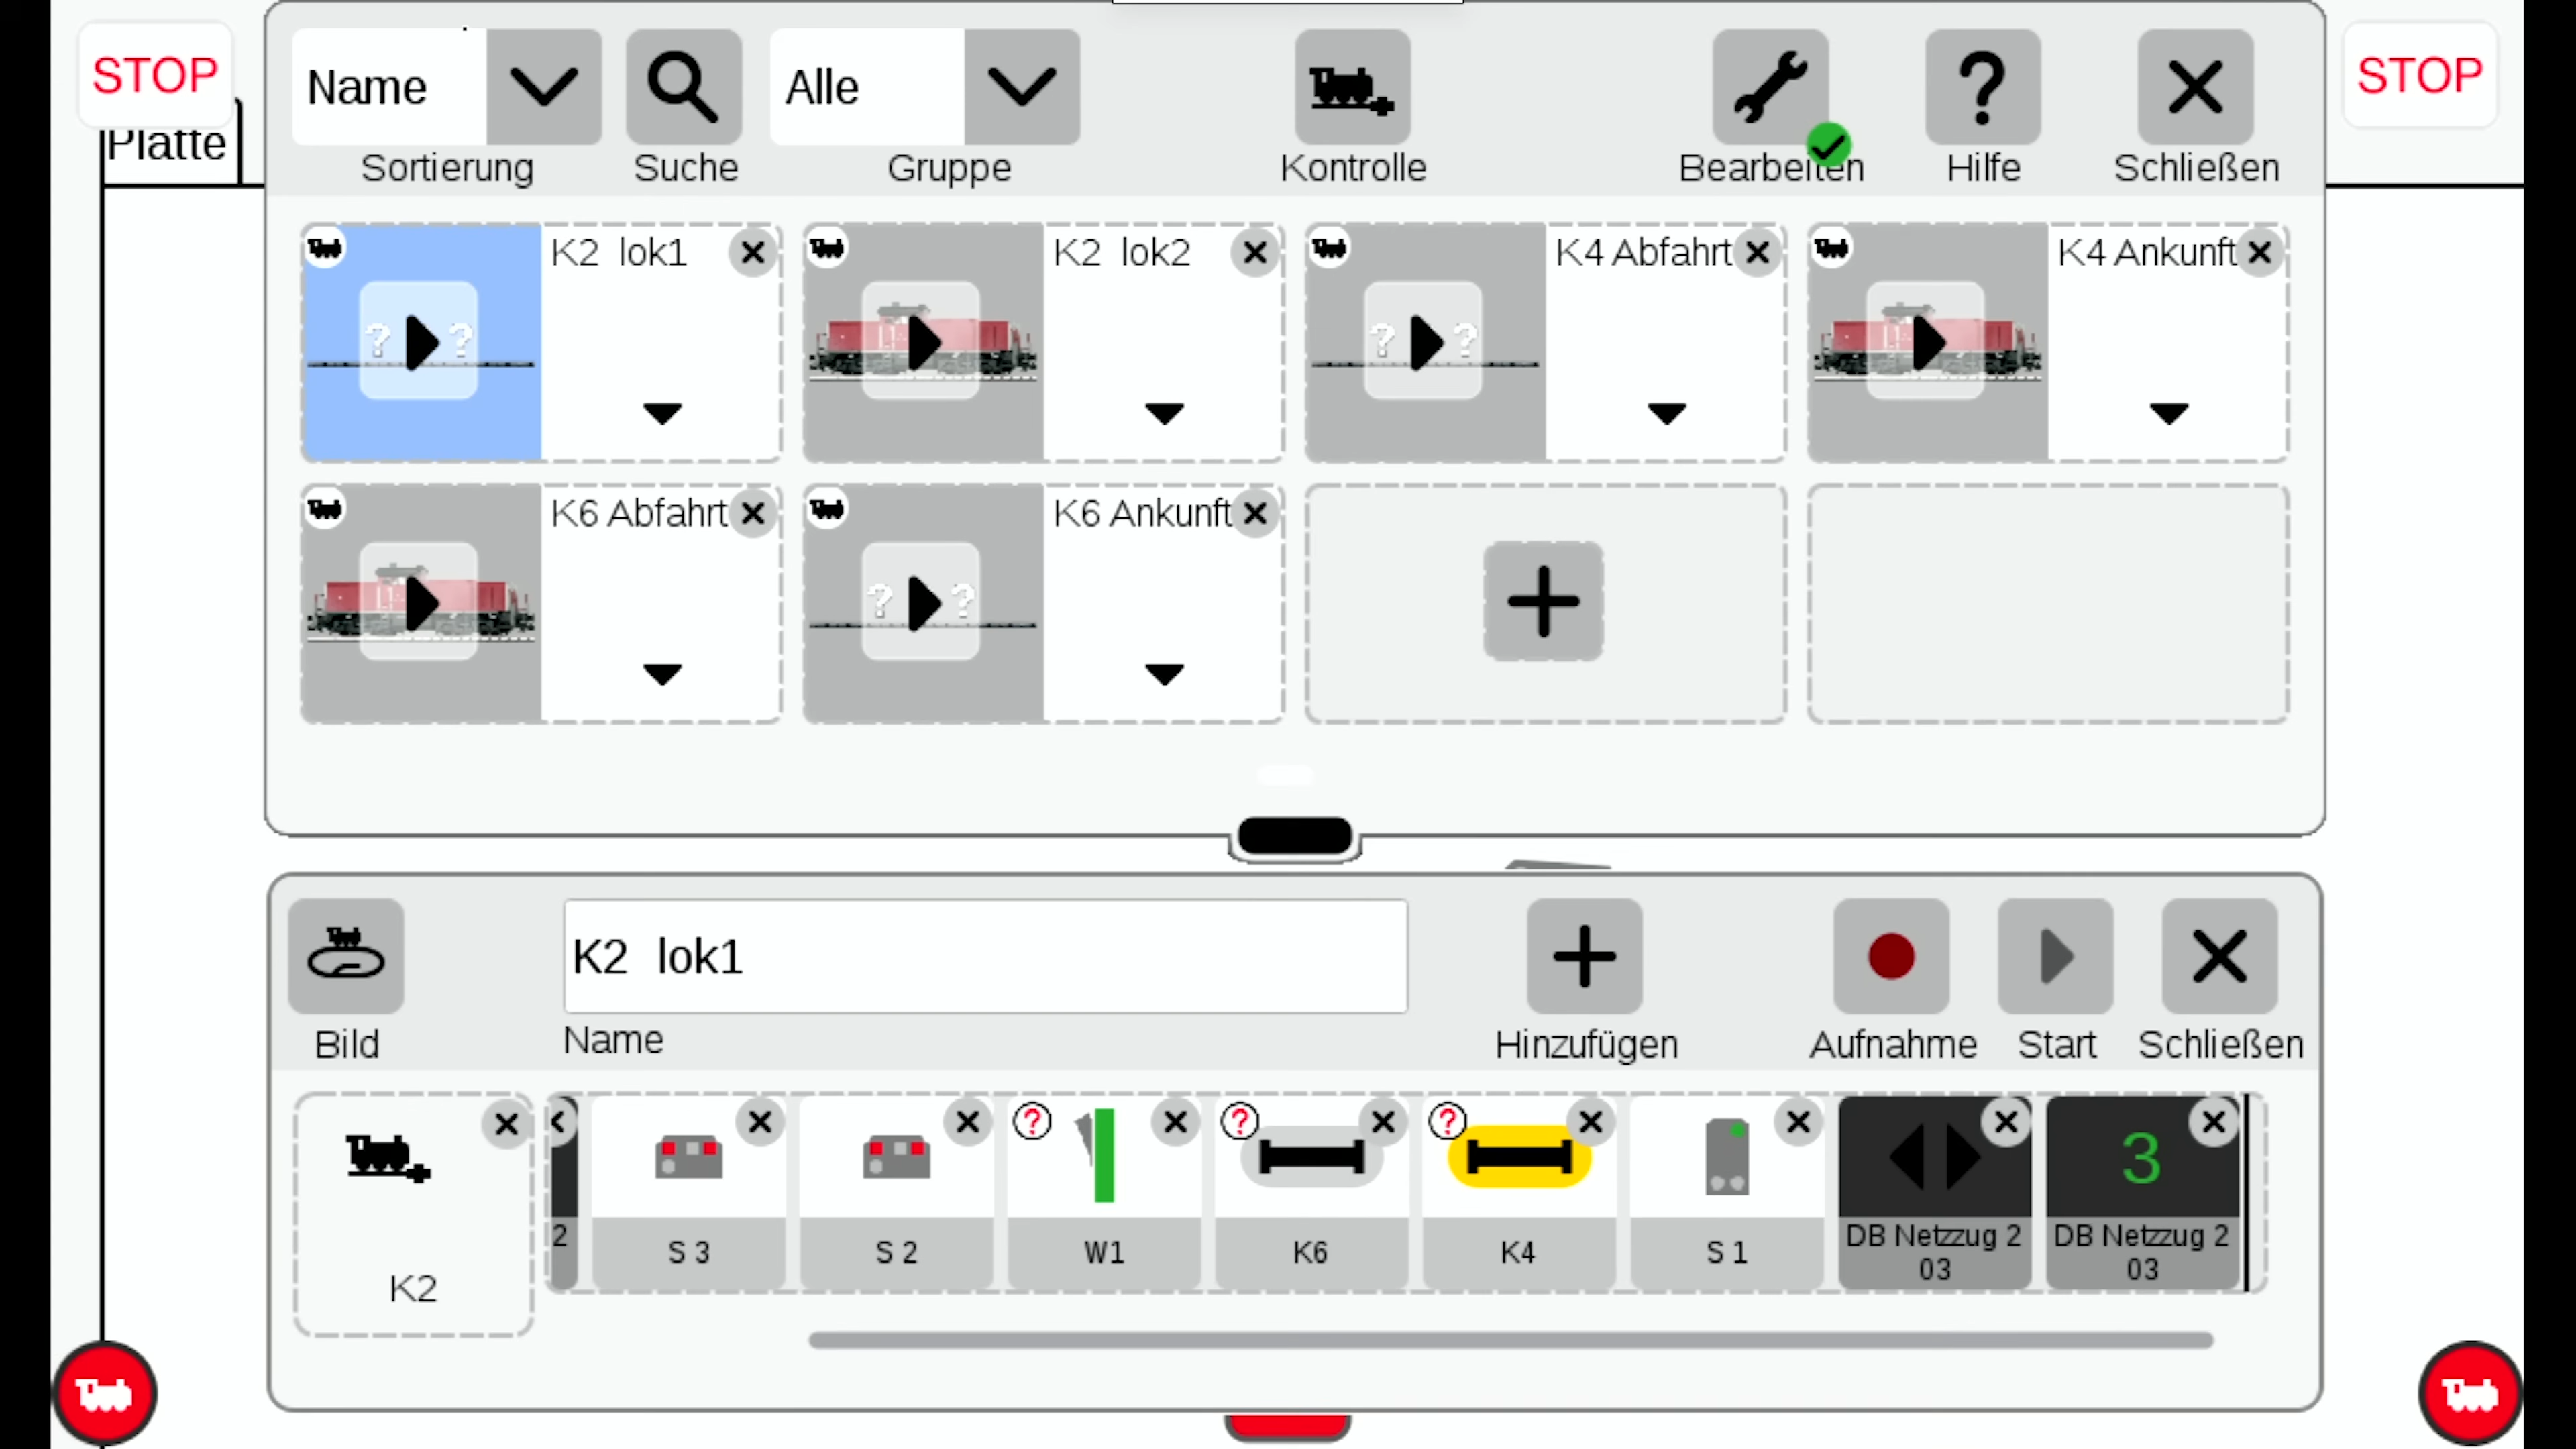 STOP
Name
Alle
STOP
Platte
Sortierung
Suche
Gruppe
Kontrolle
Bearbeiten
Hilfe
Schließen
K2 lok1
K2 lok2
K4 Abfahrt
K4 Ankunft
? ?
? ?
K6 Abfahrt
K6 Ankunft
? ?
K2 lok1
Bild
Name
Hinzufügen
Aufnahme
Start
Schließen
K2
2
S 3
S 2
?
W1
?
K6
?
K4
S 1
DB Netzzug 2
03
3
DB Netzzug 2
03